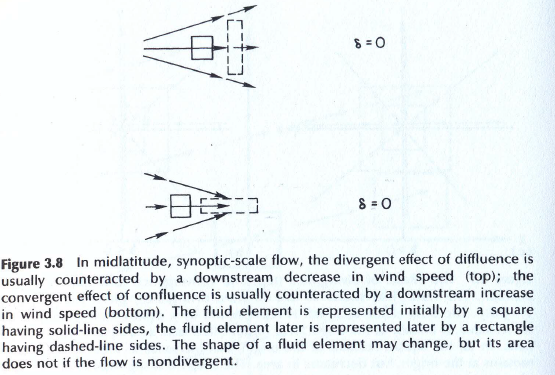 δ = 0
δ = 0
Figure 3.8 In midlatitude, synoptic-scale flow, the divergent effect of diffluence is
usually counteracted by a downstream decrease in wind speed (top); the
convergent effect of confluence is usually counteracted by a downstream increase
in wind speed (bottom). The fluid element is represented initially by a square
having solid-line sides, the fluid element later is represented later by a rectangle
having dashed-line sides. The shape of a fluid element may change, but its area
does not if the flow is nondivergent.